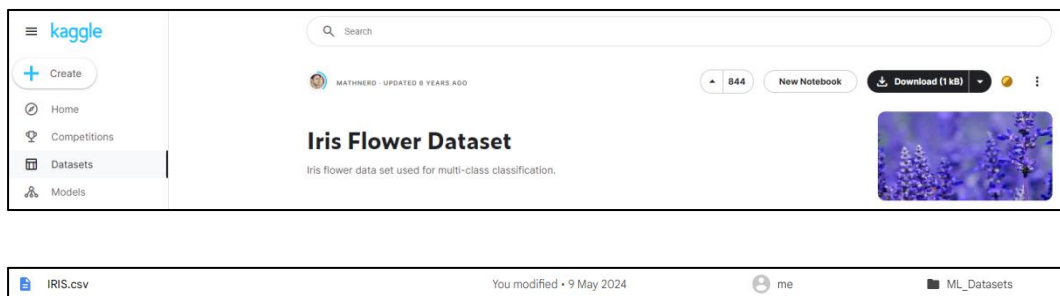 kaggle
Search
Create
MATHNERD · UPDATED 6 YEARS AGO
844
New Notebook
Download (1 kB)
Home
Competitions
Iris Flower Dataset
Datasets
Iris flower data set used for multi-class classification.
Models
IRIS.csv You modified • 9 May 2024 me ML_Datasets